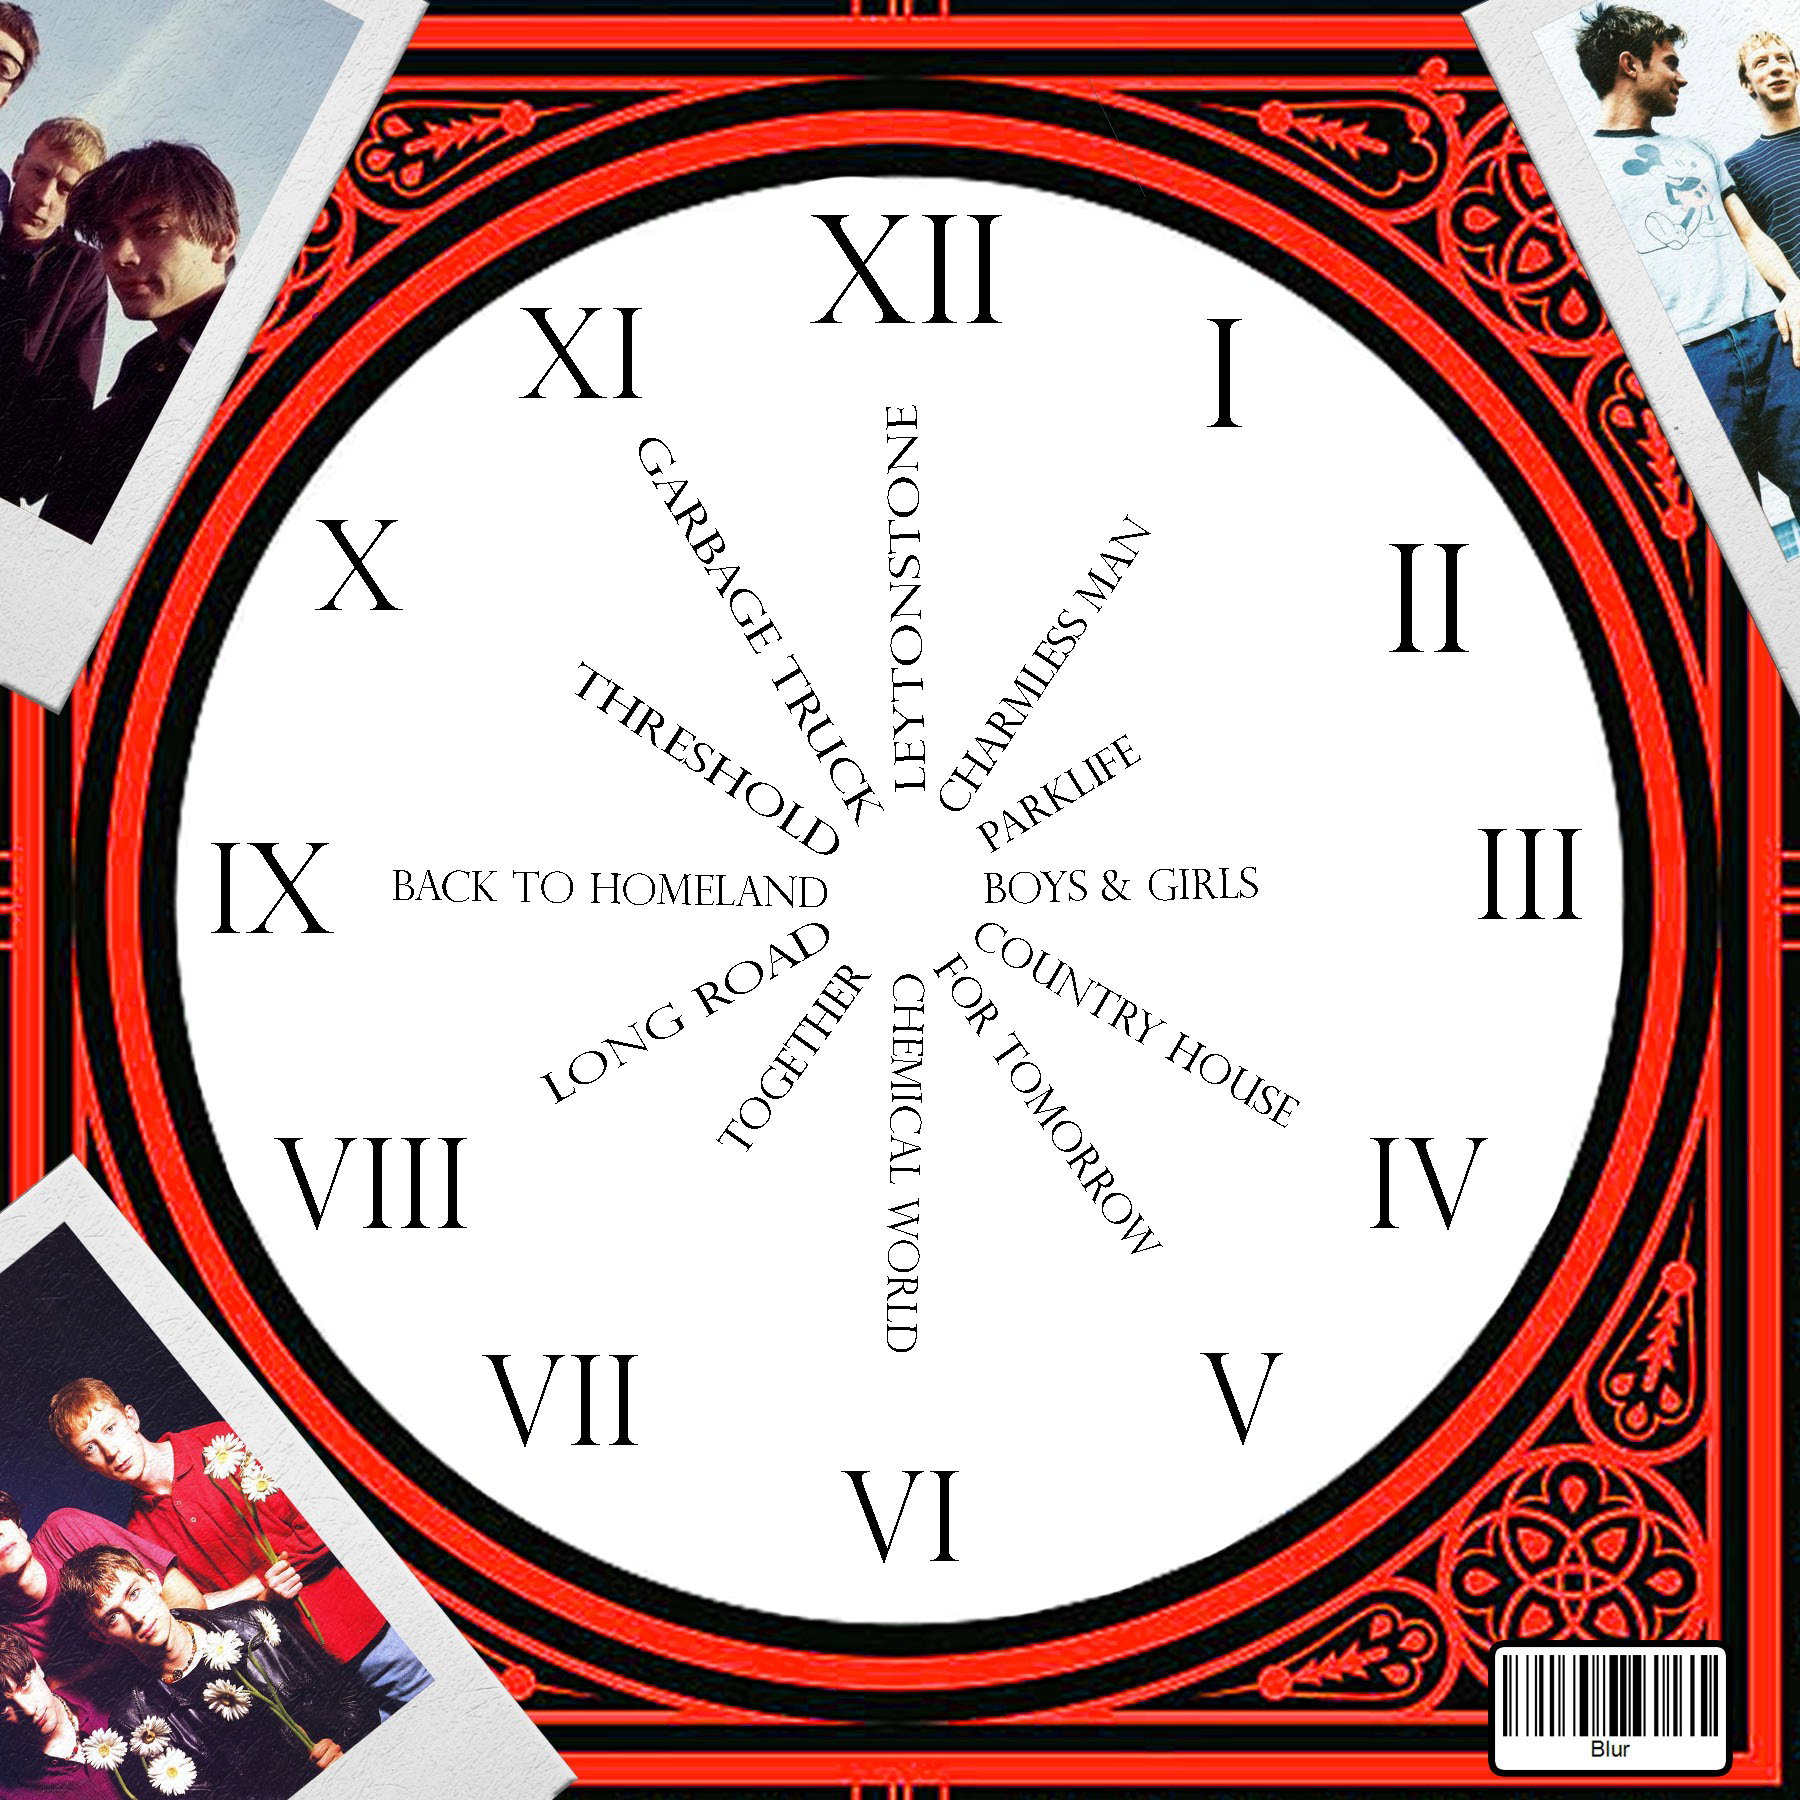 XII
I
II
III
IV
V
VI
VII
VIII
IX
X
XI
CHARMLESS MAN
PARKLIFE
BOYS & GIRLS
COUNTRY HOUSE
FOR TOMORROW
CHEMICAL WORLD
TOGETHER
LONG ROAD
BACK TO HOMELAND
THRESHOLD
GARBAGE TRUCK
LEYTONSTONE
Blur